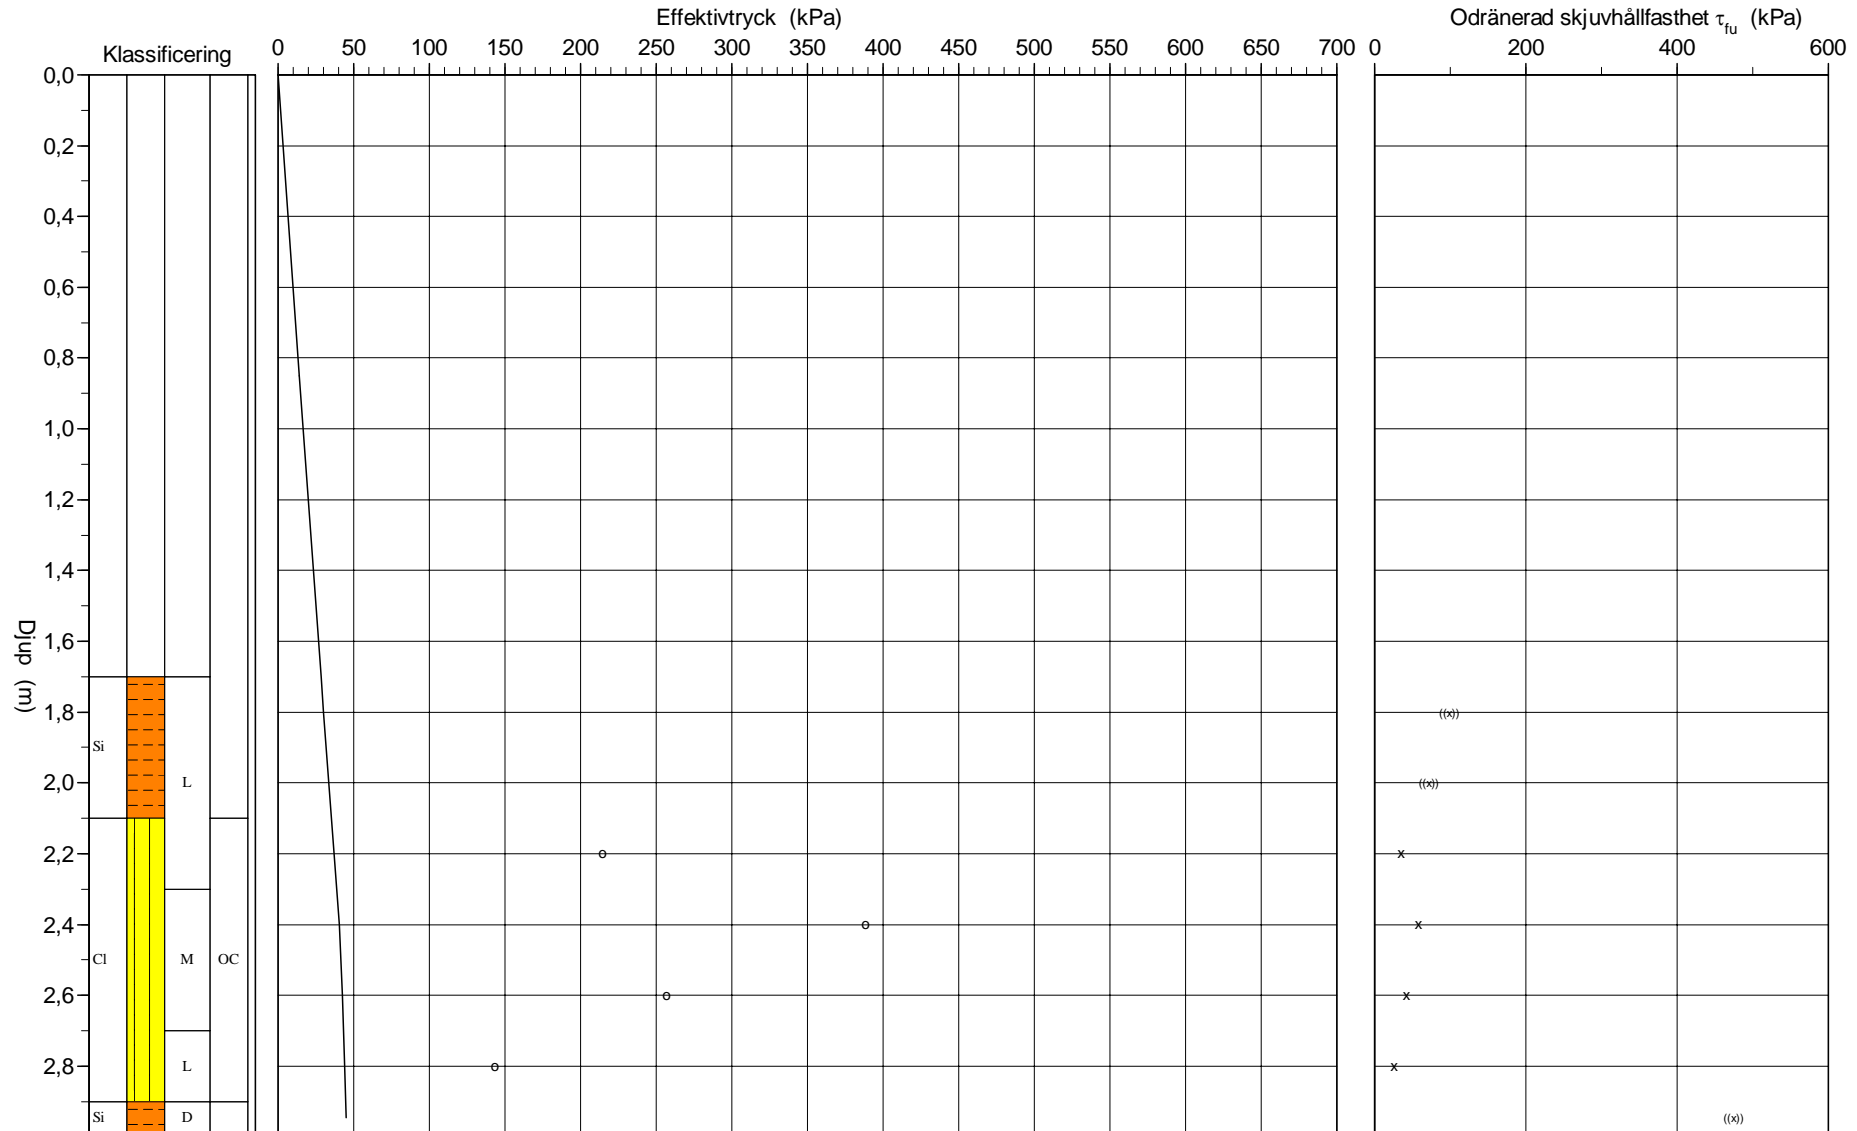 Effektivtryck (kPa)
Odränerad skjuvhållfasthet τfu (kPa)
Klassificering
0 50 100 150 200 250 300 350 400 450 500 550 600 650 700
0 200 400 600
0,0
0,2
0,4
0,6
0,8
1,0
1,2
1,4
1,6
1,8
2,0
2,2
2,4
2,6
2,8
Djup (m)
Si
L
Cl
M
OC
L
Si
D
((x))
((x))
o x
o x
o x
o x
((x))